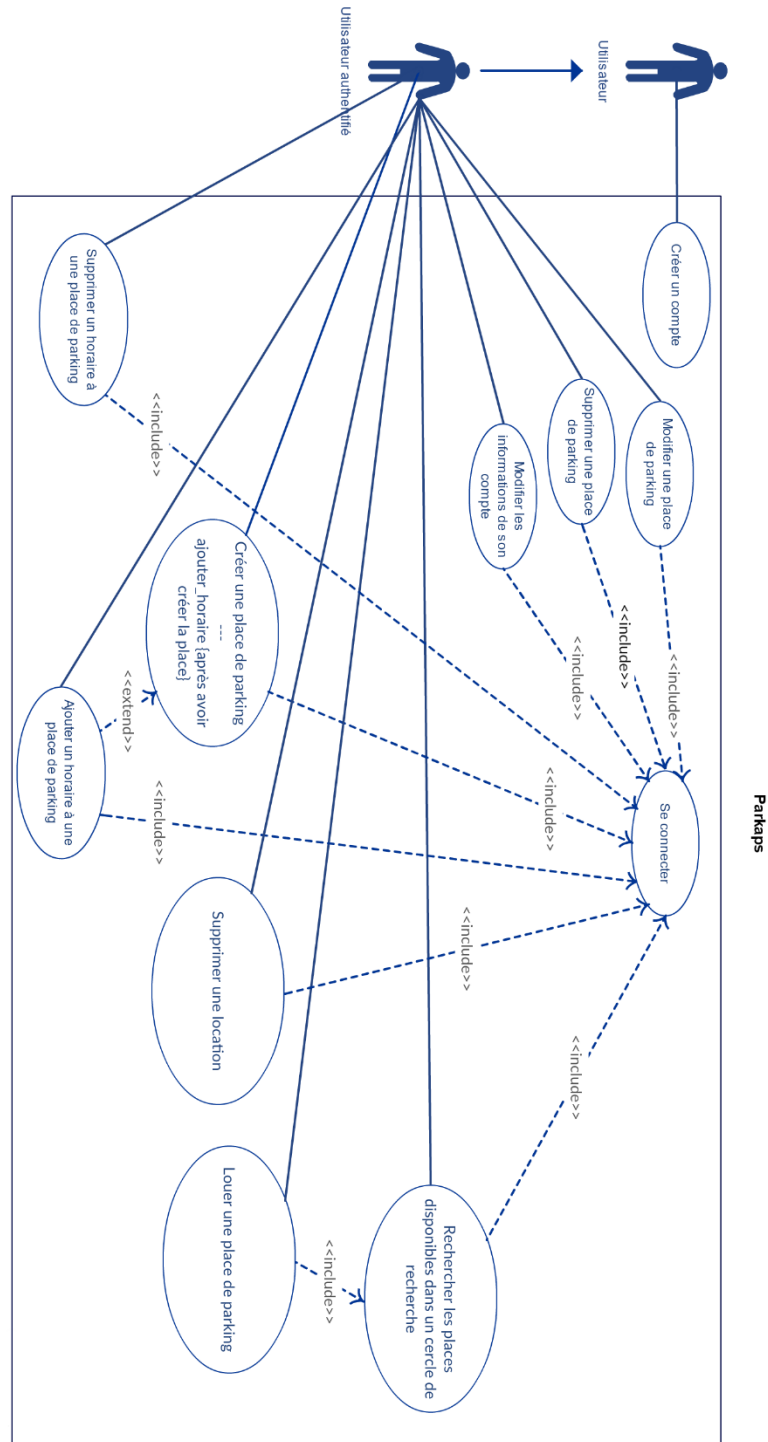 Parkaps
Utilisateur
Utilisateur authentifié
Créer un compte
Modifier une place
de parking
<<include>>
Supprimer une place
de parking
<<include>>
Modifier les
informations de son
compte
<<include>>
Se connecter
Supprimer un horaire à
une place de parking
<<include>>
Créer une place de parking
---
ajouter_horaire {après avoir
créer la place}
<<include>>
<<extend>>
Ajouter un horaire à une
place de parking
<<include>>
Supprimer une location
<<include>>
Rechercher les places
disponibles dans un cercle de
recherche
<<include>>
<<include>>
Louer une place de parking